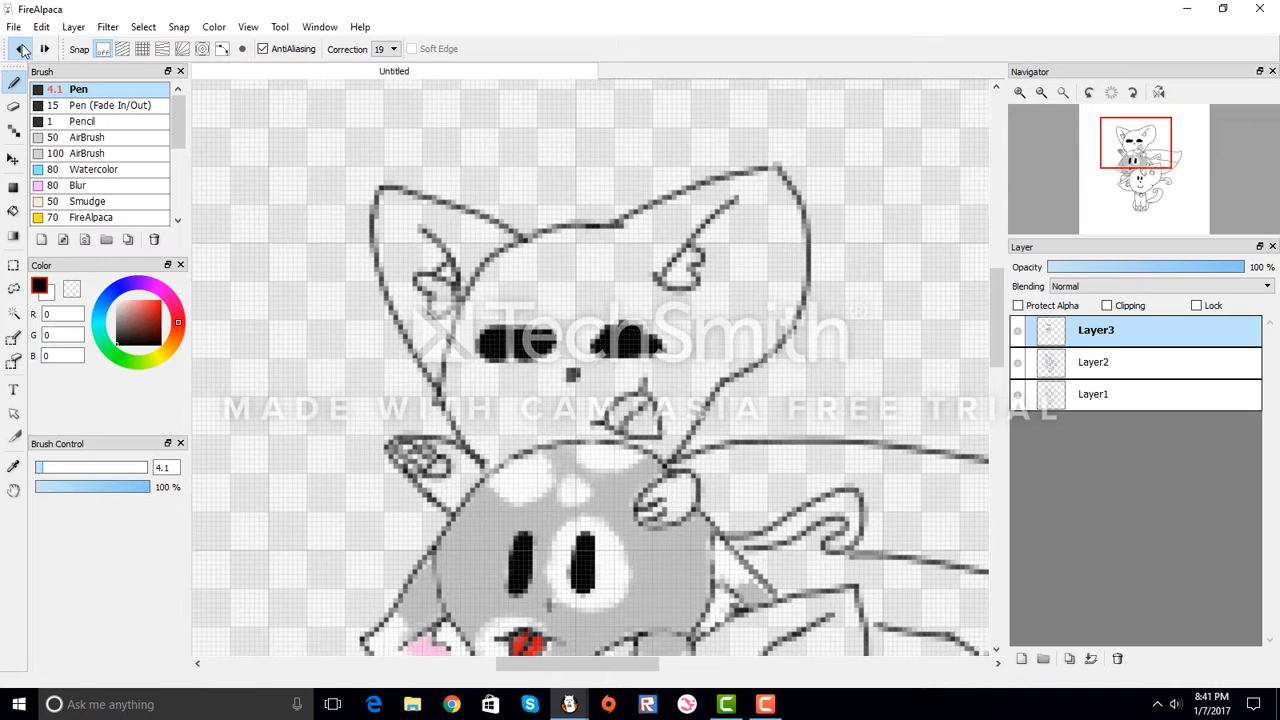 FireAlpaca
File Edit Layer Filter Select Snap Color View Tool Window Help
Snap off AntiAliasing Correction 19 Soft Edge
Brush
4.1 Pen
15 Pen (Fade In/Out)
1 Pencil
50 AirBrush
100 AirBrush
80 Watercolor
80 Blur
50 Smudge
70 FireAlpaca
Color
R 0
G 0
B 0
Brush Control
4.1
100 %
Untitled
TechSmith®
MADE WITH CAMTASIA FREE TRIAL
Navigator
Layer
Opacity 100 %
Blending Normal
Protect Alpha Clipping Lock
Layer3
Layer2
Layer1
Ask me anything
8:41 PM
1/7/2017